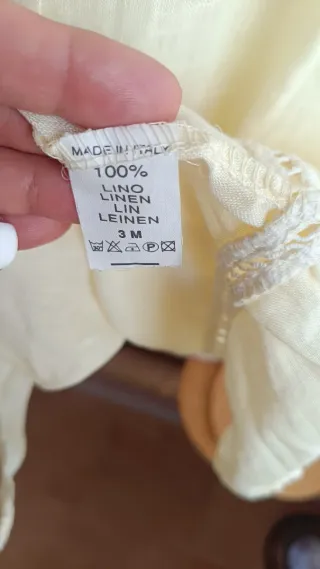 MADE IN ITALY
100%
LINO
LINEN
LIN
LEINEN
3 M
P